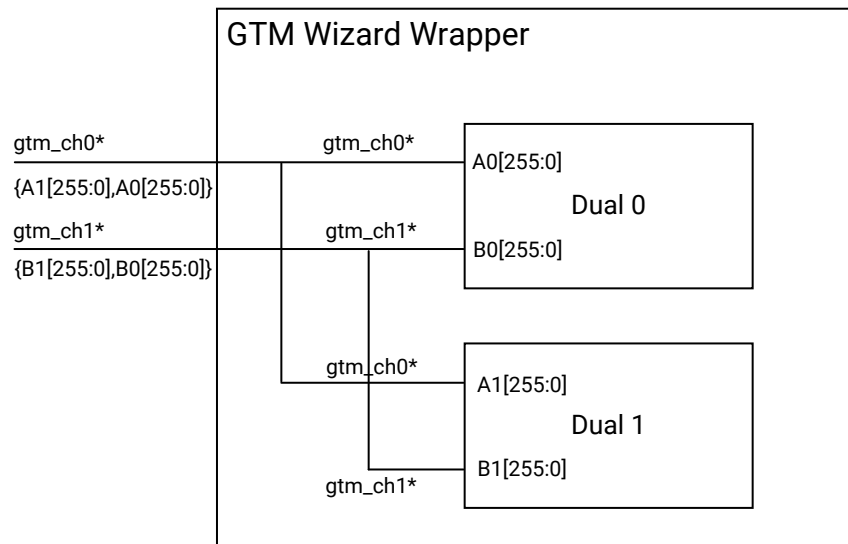 GTM Wizard Wrapper
gtm_ch0*
gtm_ch0*
{A1[255:0],A0[255:0]}
A0[255:0]
Dual 0
gtm_ch1*
gtm_ch1*
{B1[255:0],B0[255:0]}
B0[255:0]
gtm_ch0*
A1[255:0]
Dual 1
B1[255:0]
gtm_ch1*